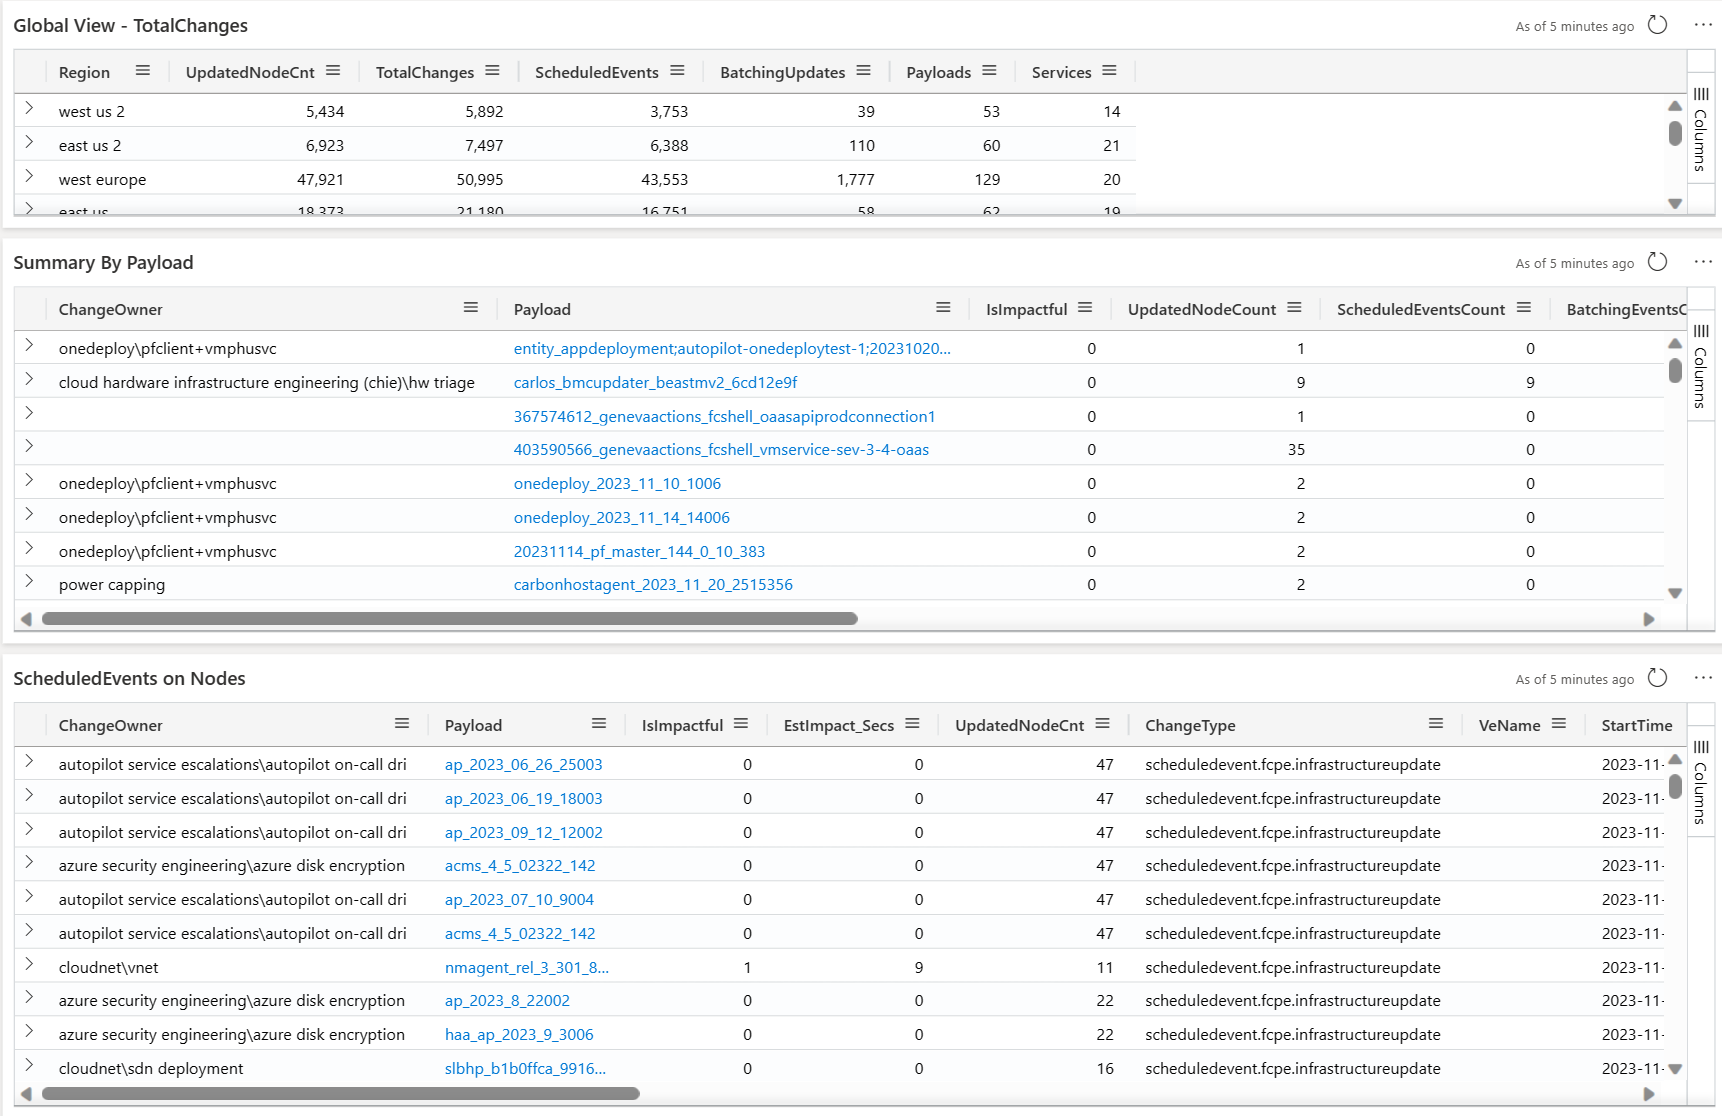 Global View - TotalChanges As of 5 minutes ago
Region UpdatedNodeCnt TotalChanges ScheduledEvents BatchingUpdates Payloads Services
west us 2 5,434 5,892 3,753 39 53 14
east us 2 6,923 7,497 6,388 110 60 21
west europe 47,921 50,995 43,553 1,777 129 20
east us 18,373 21,180 16,751 58 62 19
Columns
Summary By Payload As of 5 minutes ago
ChangeOwner Payload IsImpactful UpdatedNodeCount ScheduledEventsCount BatchingEventsC
onedeploy\pfclient+vmphusvc entity_appdeployment;autopilot-onedeploytest-1;20231020... 0 1 0
cloud hardware infrastructure engineering (chie)\hw triage carlos_bmcupdater_beastmv2_6cd12e9f 0 9 9
367574612_genevaactions_fcshell_oaasapiprodconnection1 0 1 0
403590566_genevaactions_fcshell_vmservice-sev-3-4-oaas 0 35 0
onedeploy\pfclient+vmphusvc onedeploy_2023_11_10_1006 0 2 0
onedeploy\pfclient+vmphusvc onedeploy_2023_11_14_14006 0 2 0
onedeploy\pfclient+vmphusvc 20231114_pf_master_144_0_10_383 0 2 0
power capping carbonhostagent_2023_11_20_2515356 0 2 0
Columns
ScheduledEvents on Nodes As of 5 minutes ago
ChangeOwner Payload IsImpactful EstImpact_Secs UpdatedNodeCnt ChangeType VeName StartTime
autopilot service escalations\autopilot on-call dri ap_2023_06_26_25003 0 0 47 scheduledevent.fcpe.infrastructureupdate 2023-11-
autopilot service escalations\autopilot on-call dri ap_2023_06_19_18003 0 0 47 scheduledevent.fcpe.infrastructureupdate 2023-11-
autopilot service escalations\autopilot on-call dri ap_2023_09_12_12002 0 0 47 scheduledevent.fcpe.infrastructureupdate 2023-11-
azure security engineering\azure disk encryption acms_4_5_02322_142 0 0 47 scheduledevent.fcpe.infrastructureupdate 2023-11-
autopilot service escalations\autopilot on-call dri ap_2023_07_10_9004 0 0 47 scheduledevent.fcpe.infrastructureupdate 2023-11-
autopilot service escalations\autopilot on-call dri acms_4_5_02322_142 0 0 47 scheduledevent.fcpe.infrastructureupdate 2023-11-
cloudnet\vnet nmagent_rel_3_301_8... 1 9 11 scheduledevent.fcpe.infrastructureupdate 2023-11-
azure security engineering\azure disk encryption ap_2023_8_22002 0 0 22 scheduledevent.fcpe.infrastructureupdate 2023-11-
azure security engineering\azure disk encryption haa_ap_2023_9_3006 0 0 22 scheduledevent.fcpe.infrastructureupdate 2023-11-
cloudnet\sdn deployment slbhp_b1b0ffca_9916... 0 0 16 scheduledevent.fcpe.infrastructureupdate 2023-11-
Columns